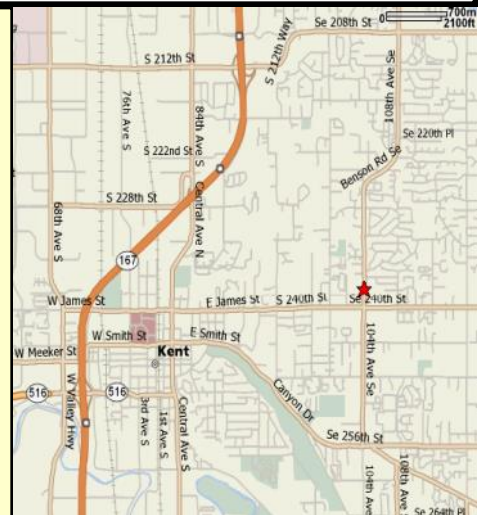 Se 208th St
700m
0
2100ft
S 212th St
S 212th Way
76th Ave S
84th Ave S
108th Ave Se
Se 220th Pl
S 222nd St
Benson Rd Se
68th Ave S
S 228th St
Central Ave N
167
W James St
E James St
S 240th St
Se 240th St
W Smith St
E Smith St
W Meeker St
Kent
104th Ave Se
516
516
W Valley Hwy
3rd Ave S
1st Ave S
Central Ave S
Canyon Dr
Se 256th St
104th Ave
108th Ave
Se 264th Pl